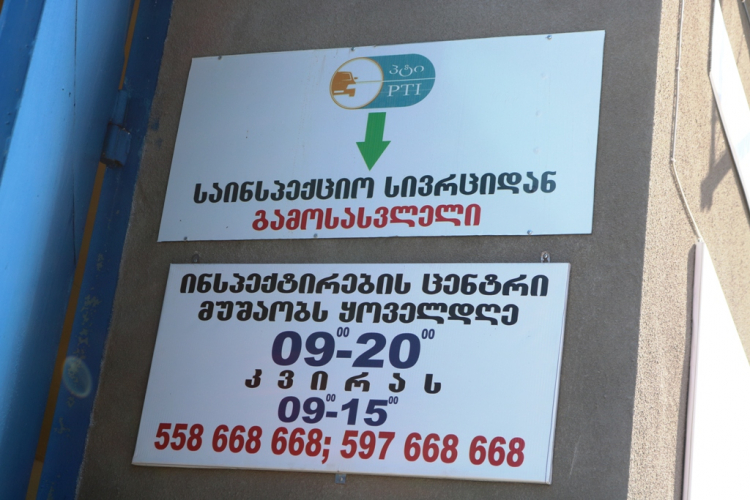 პტი
PTI
საინსპექციო სივრციდან
გამოსასვლელი
ინსპექტირების ცენტრი
მუშაობს ყოველდღე
09⁰⁰-20⁰⁰
კვირას
09⁰⁰-15⁰⁰
558 668 668; 597 668 668